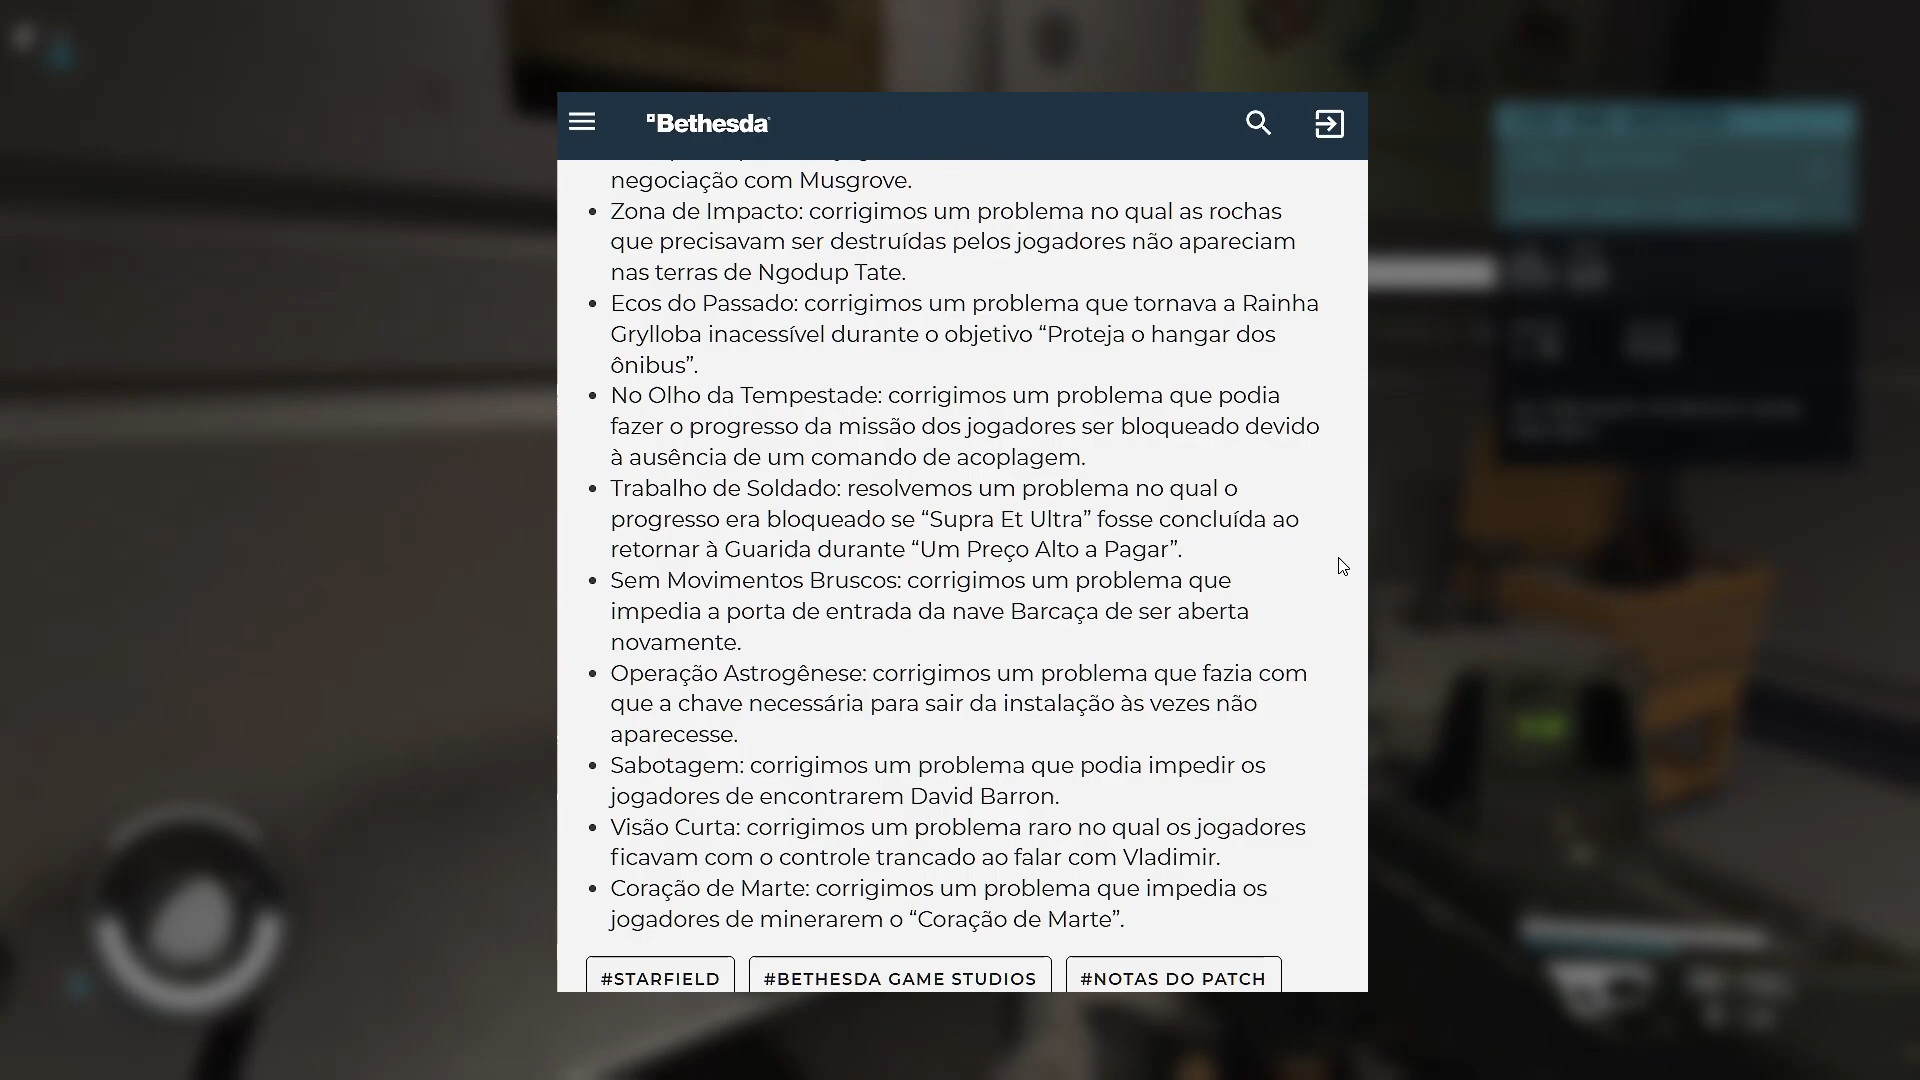 Bethesda
negociação com Musgrove.
• Zona de Impacto: corrigimos um problema no qual as rochas
que precisavam ser destruídas pelos jogadores não apareciam
nas terras de Ngodup Tate.
• Ecos do Passado: corrigimos um problema que tornava a Rainha
Grylloba inacessível durante o objetivo “Proteja o hangar dos
ônibus”.
• No Olho da Tempestade: corrigimos um problema que podia
fazer o progresso da missão dos jogadores ser bloqueado devido
à ausência de um comando de acoplagem.
• Trabalho de Soldado: resolvemos um problema no qual o
progresso era bloqueado se “Supra Et Ultra” fosse concluída ao
retornar à Guarida durante “Um Preço Alto a Pagar”.
• Sem Movimentos Bruscos: corrigimos um problema que
impedia a porta de entrada da nave Barcaça de ser aberta
novamente.
• Operação Astrogênese: corrigimos um problema que fazia com
que a chave necessária para sair da instalação às vezes não
aparecesse.
• Sabotagem: corrigimos um problema que podia impedir os
jogadores de encontrarem David Barron.
• Visão Curta: corrigimos um problema raro no qual os jogadores
ficavam com o controle trancado ao falar com Vladimir.
• Coração de Marte: corrigimos um problema que impedia os
jogadores de minerarem o “Coração de Marte”.
#STARFIELD #BETHESDA GAME STUDIOS #NOTAS DO PATCH